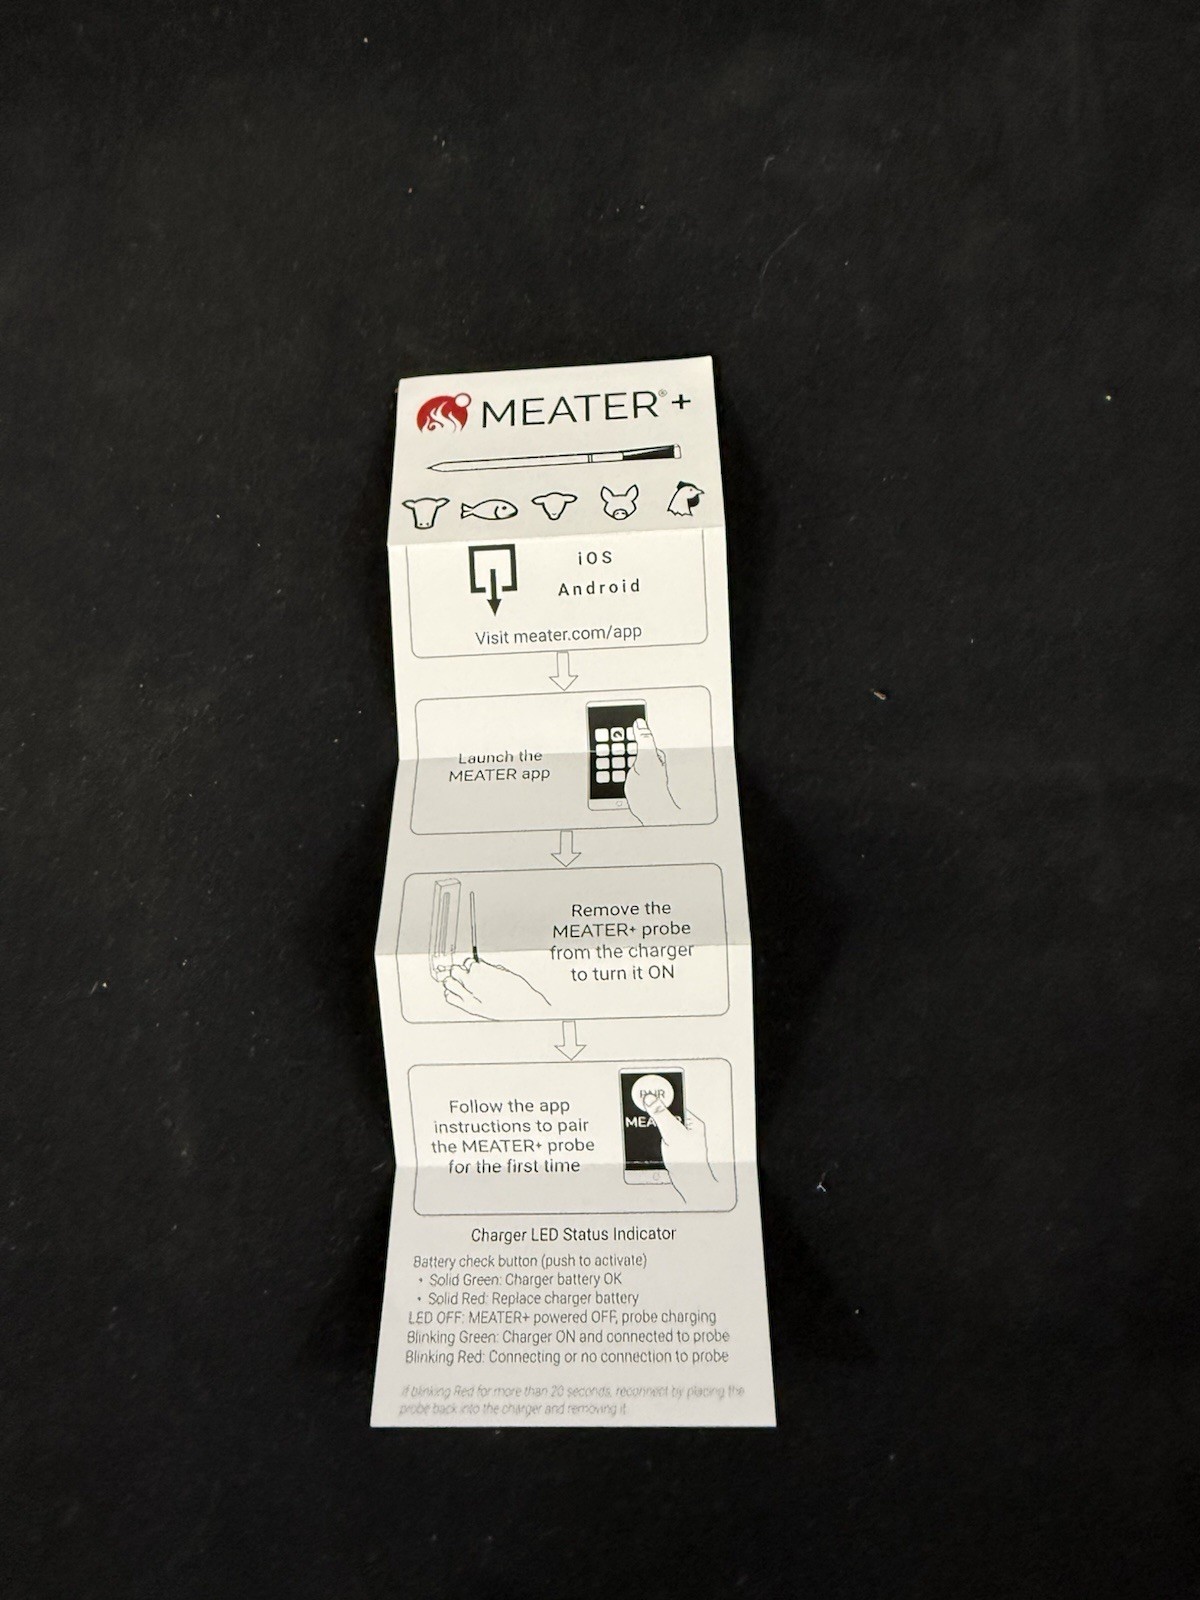 MEATER®+
iOS
Android
Visit meater.com/app
Launch the
MEATER app
Remove the
MEATER+ probe
from the charger
to turn it ON
Follow the app
instructions to pair
the MEATER+ probe
for the first time
PAIR
MEA
Charger LED Status Indicator
Battery check button (push to activate)
• Solid Green: Charger battery OK
• Solid Red: Replace charger battery
LED OFF: MEATER+ powered OFF, probe charging
Blinking Green: Charger ON and connected to probe
Blinking Red: Connecting or no connection to probe
If blinking Red for more than 20 seconds, reconnect by placing the
probe back into the charger and removing it.